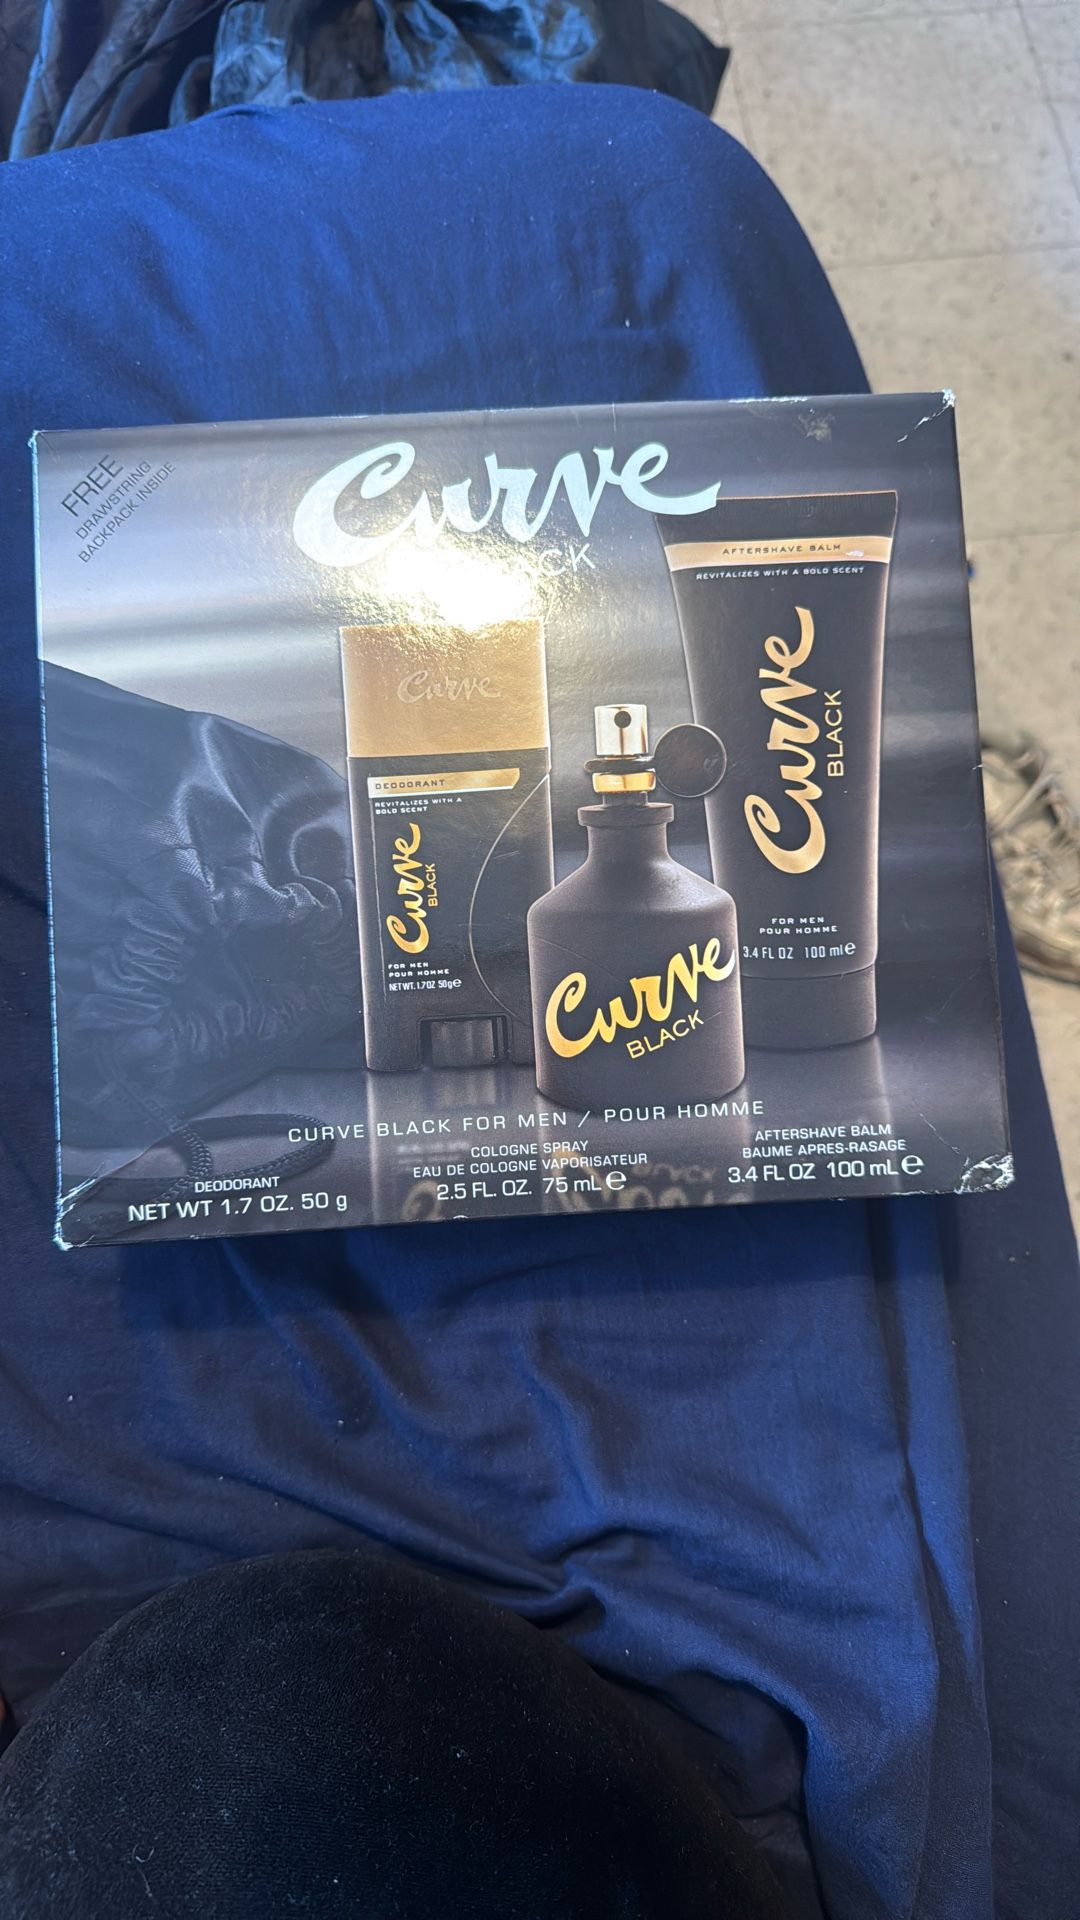 FREE
DRAWSTRING
BACKPACK INSIDE
Curve
CK
AFTERSHAVE BALM
REVITALIZES WITH A BOLD SCENT
Curve
BLACK
FOR MEN
POUR HOMME
3.4 FL OZ 100 ml e
Curve
DEODORANT
REVITALIZES WITH A
BOLD SCENT
Curve
BLACK
FOR MEN
POUR HOMME
NET WT. 1.7 OZ 50 g e
Curve
BLACK
CURVE BLACK FOR MEN / POUR HOMME
DEODORANT
NET WT 1.7 OZ. 50 g
COLOGNE SPRAY
EAU DE COLOGNE VAPORISATEUR
2.5 FL. OZ. 75 mL e
AFTERSHAVE BALM
BAUME APRES-RASAGE
3.4 FL OZ 100 mL e